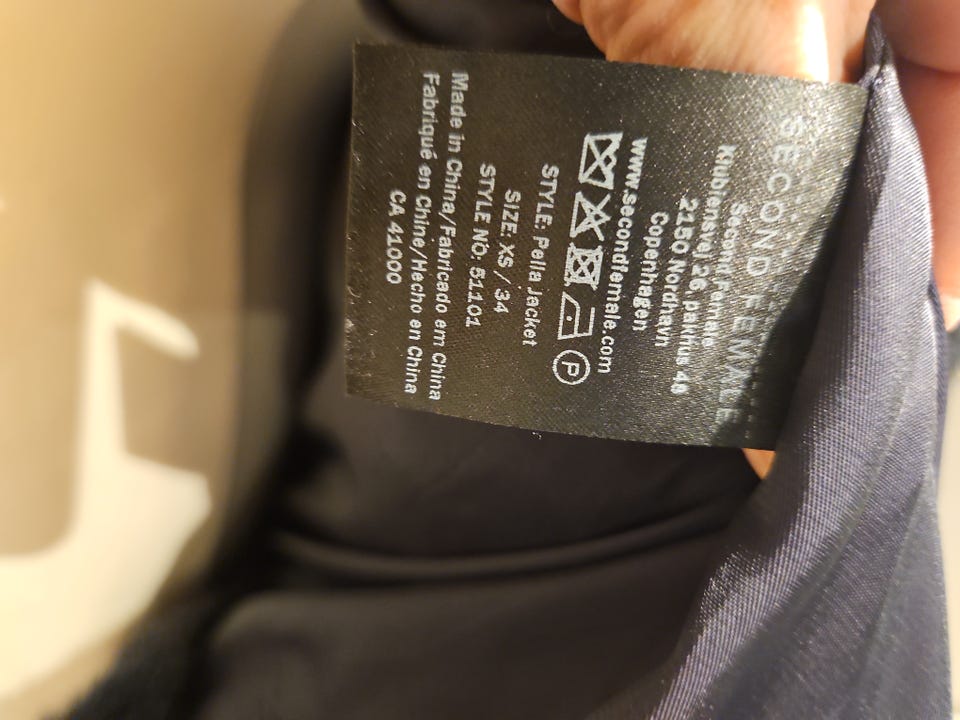 SECOND FEMALE
Second Female
Klubiensvej 26, pakhus 48
2150 Nordhavn
Copenhagen
www.secondfemale.com
P
STYLE: Pella Jacket
SIZE: XS / 34
STYLE NO: 51101
Made in China/Fabricado em China
Fabriqué en Chine/Hecho en China
CA 41000